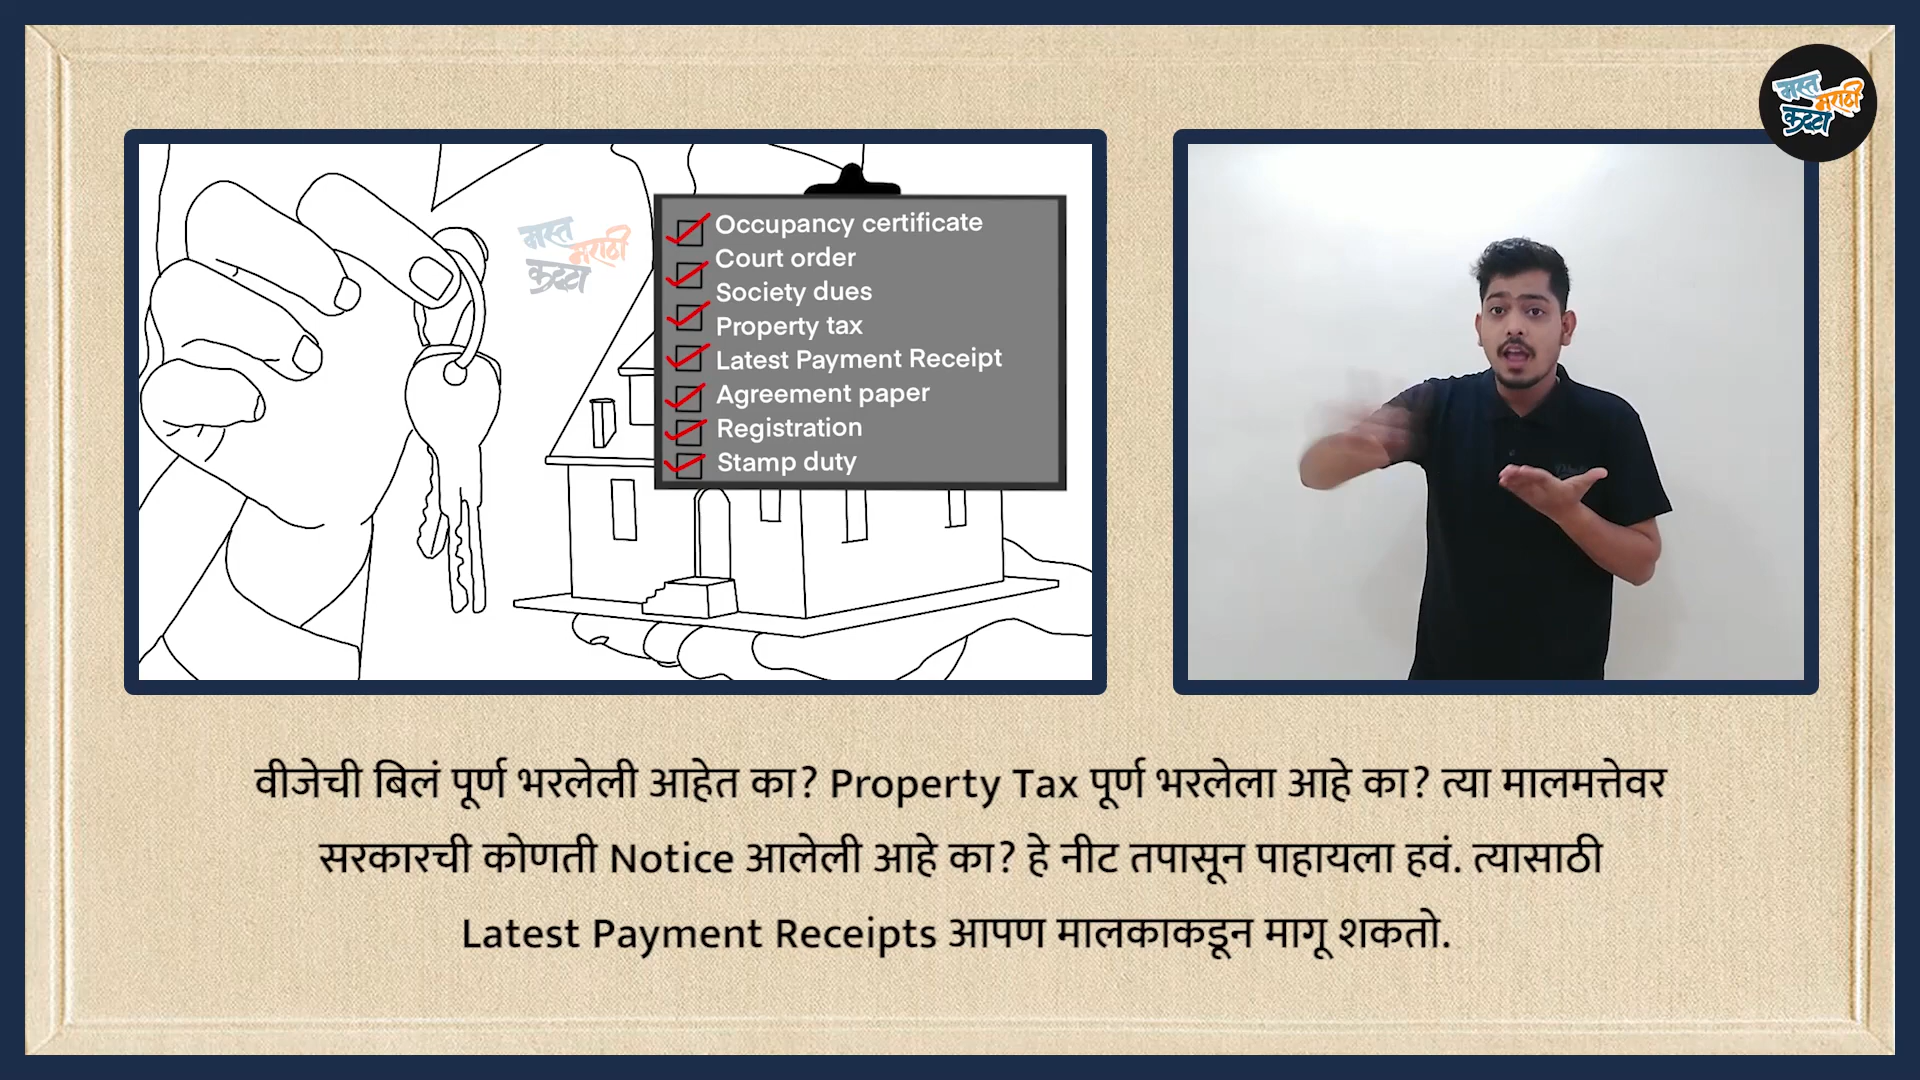 मस्त
मराठी
कट्टा
मस्त
मराठी
कट्टा
Occupancy certificate
Court order
Society dues
Property tax
Latest Payment Receipt
Agreement paper
Registration
Stamp duty
वीजेची बिलं पूर्ण भरलेली आहेत का? Property Tax पूर्ण भरलेला आहे का? त्या मालमत्तेवर
सरकारची कोणती Notice आलेली आहे का? हे नीट तपासून पाहायला हवं. त्यासाठी
Latest Payment Receipts आपण मालकाकडून मागू शकतो.